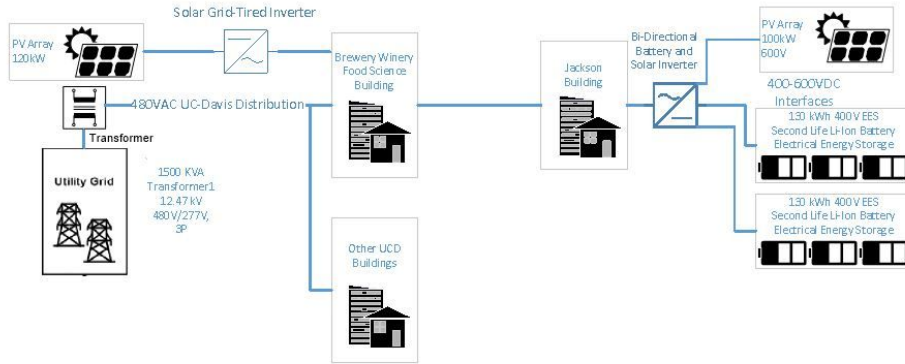 Solar Grid-Tired Inverter
PV Array
120kW
Brewery Winery
Food Science
Building
480VAC UC-Davis Distribution
Transformer
Utility Grid
1500 KVA
Transformer1
12.47 kV
480V/277V,
3P
Other UCD
Buildings
Jackson
Building
Bi-Directional
Battery and
Solar Inverter
PV Array
100kW
600V
400-600VDC
Interfaces
130 kWh 400 V EES
Second Life Li-Ion Battery
Electrical Energy Storage
130 kWh 400 V EES
Second Life Li-Ion Battery
Electrical Energy Storage